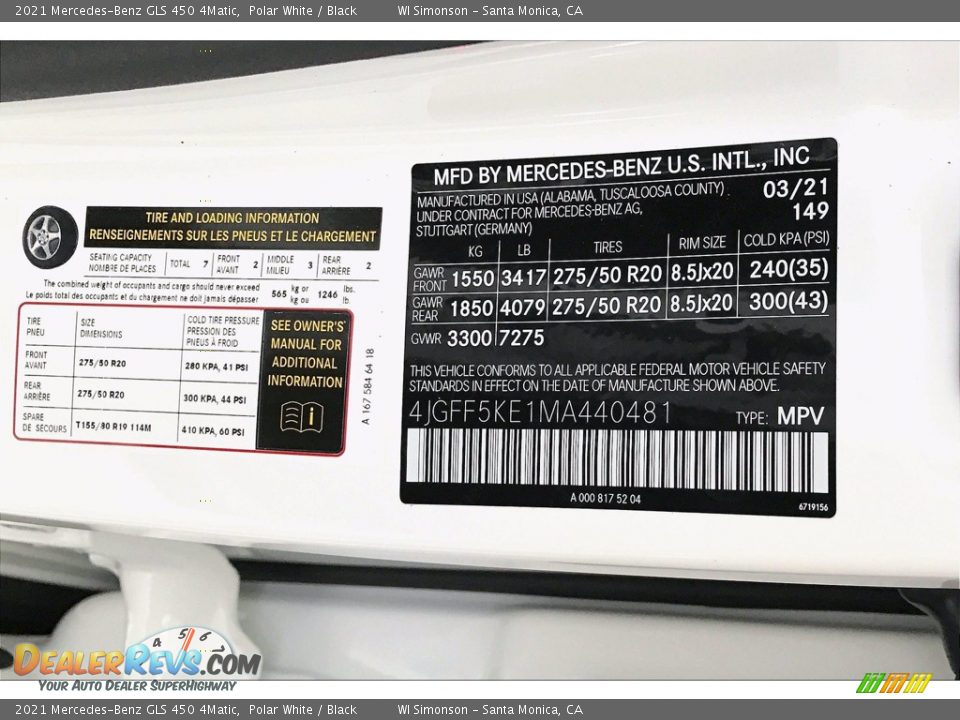 2021 Mercedes-Benz GLS 450 4Matic,  Polar White / Black          WI Simonson - Santa Monica, CA
TIRE AND LOADING INFORMATION
RENSEIGNEMENTS SUR LES PNEUS ET LE CHARGEMENT
SEATING CAPACITY
NOMBRE DE PLACES
TOTAL 7
FRONT
AVANT 2
MIDDLE
MILIEU 3
REAR
ARRIÈRE 2
The combined weight of occupants and cargo should never exceed
Le poids total des occupants et du chargement ne doit jamais dépasser
565 kg or
kg ou
1246 lbs.
lb.
TIRE
PNEU
SIZE
DIMENSIONS
COLD TIRE PRESSURE
PRESSION DES
PNEUS À FROID
FRONT
AVANT
275/50 R20
280 KPA, 41 PSI
REAR
ARRIÈRE
275/50 R20
300 KPA, 44 PSI
SPARE
DE SECOURS
T155/80 R19 114M
410 KPA, 60 PSI
SEE OWNER'S
MANUAL FOR
ADDITIONAL
INFORMATION
i
A 167 584 64 18
MFD BY MERCEDES-BENZ U.S. INTL., INC
MANUFACTURED IN USA (ALABAMA, TUSCALOOSA COUNTY)
UNDER CONTRACT FOR MERCEDES-BENZ AG,
STUTTGART (GERMANY)
03/21
149
KG LB TIRES RIM SIZE COLD KPA (PSI)
GAWR
FRONT 1550 3417 275/50 R20 8.5Jx20 240(35)
GAWR
REAR 1850 4079 275/50 R20 8.5Jx20 300(43)
GVWR 3300 7275
THIS VEHICLE CONFORMS TO ALL APPLICABLE FEDERAL MOTOR VEHICLE SAFETY
STANDARDS IN EFFECT ON THE DATE OF MANUFACTURE SHOWN ABOVE.
4JGFF5KE1MA440481 TYPE: MPV
A 000 817 52 04
6719156
4 5 6 7
DEALERREVS.COM
YOUR AUTO DEALER SUPERHIGHWAY
2021 Mercedes-Benz GLS 450 4Matic,  Polar White / Black          WI Simonson - Santa Monica, CA